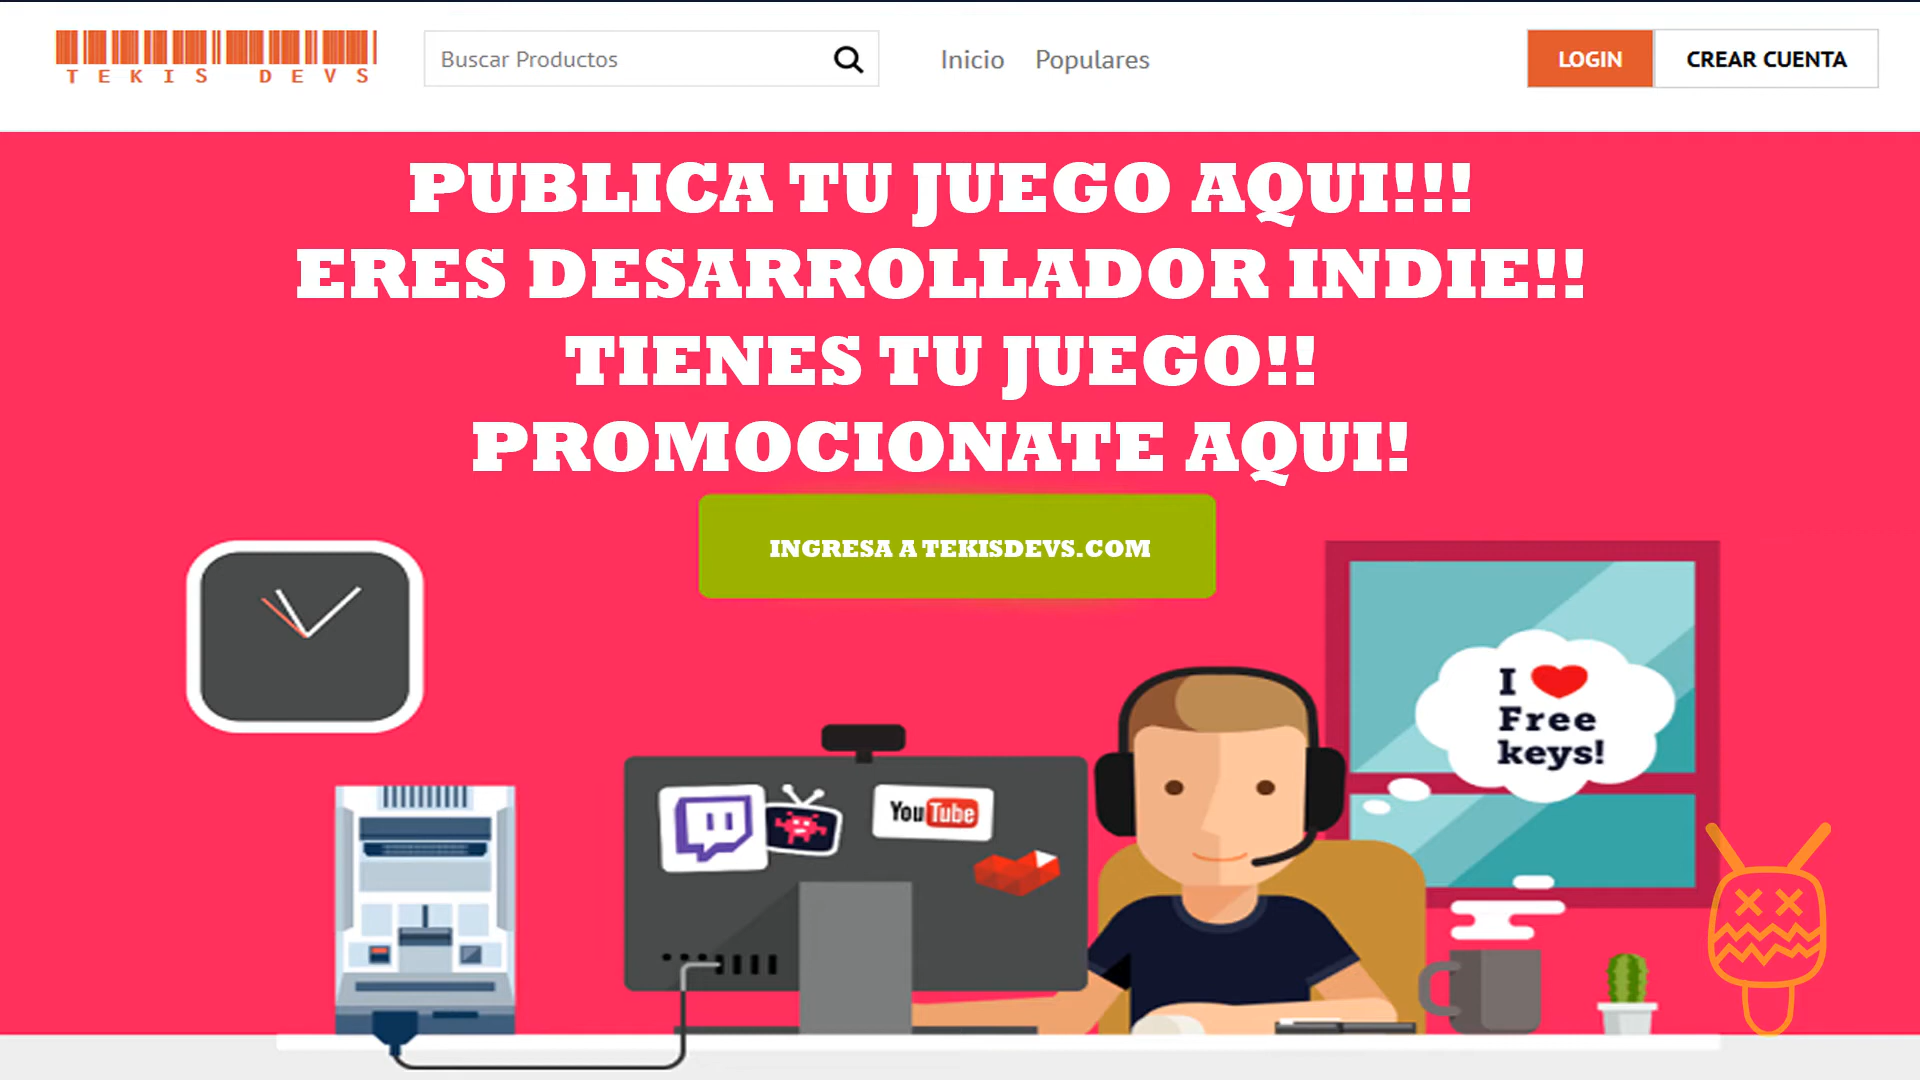 TEKIS DEVS
Buscar Productos
Inicio
Populares
LOGIN
CREAR CUENTA
PUBLICA TU JUEGO AQUI!!!
ERES DESARROLLADOR INDIE!!
TIENES TU JUEGO!!
PROMOCIONATE AQUI!
INGRESA A TEKISDEVS.COM
I
Free
keys!
YouTube